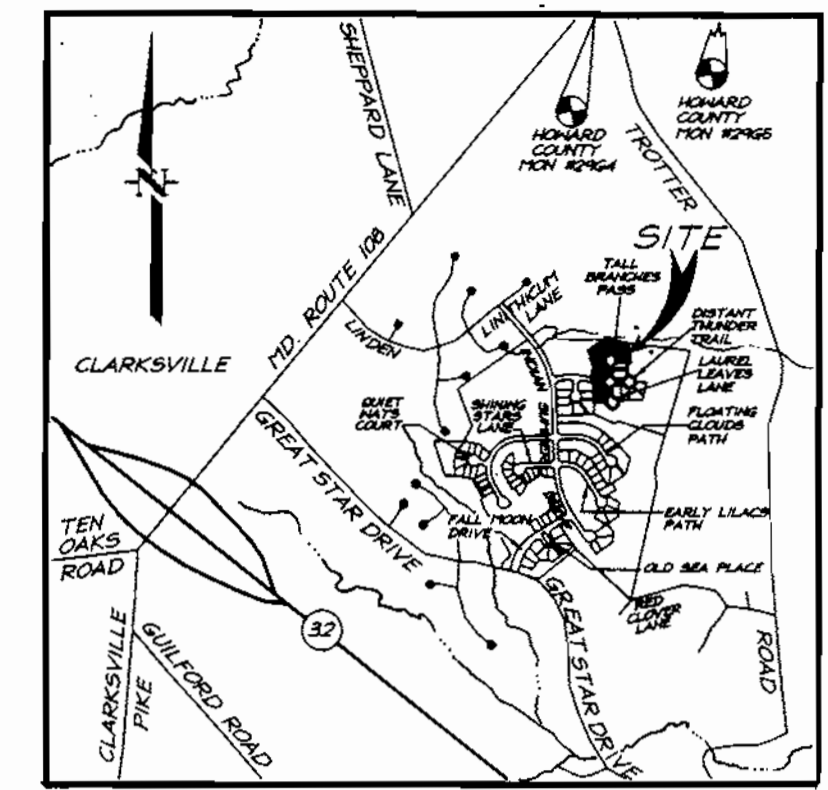 SHEPPARD LANE
HOWARD
COUNTY
MON #29G4
HOWARD
COUNTY
MON #29G5
TROTTER
N
SITE
TALL
BRANCHES
PASS
MD. ROUTE 108
LINTHICUM
LANE
LINDEN
DISTANT
THUNDER
TRAIL
LAUREL
LEAVES
LANE
CLARKSVILLE
QUIET
COURT
SHINING
STARS
LANE
FLOATING
CLOUDS
PATH
GREAT STAR DRIVE
FALL MOON
DRIVE
EARLY LILACS
PATH
TEN
OAKS
ROAD
OLD SEA PLACE
RED
CLOVER
LANE
32
CLARKSVILLE
PIKE
GUILFORD ROAD
GREAT STAR DRIVE
ROAD